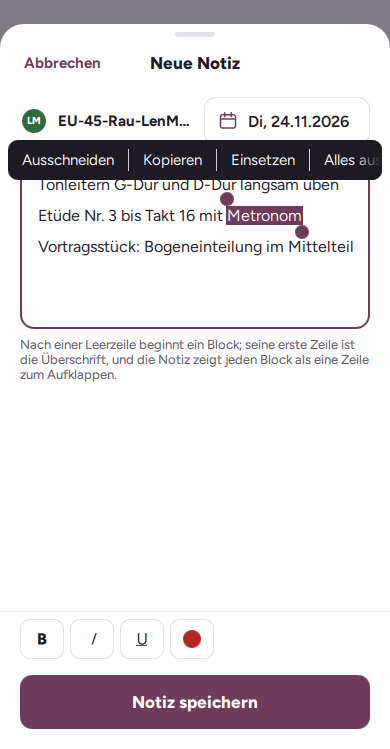 Abbrechen
Neue Notiz
LM
EU-45-Rau-LenM...
Di, 24.11.2026
Ausschneiden
Kopieren
Einsetzen
Alles aus
Tonleitern G-Dur und D-Dur langsam üben
Etüde Nr. 3 bis Takt 16 mit Metronom
Vortragsstück: Bogeneinteilung im Mittelteil
Nach einer Leerzeile beginnt ein Block; seine erste Zeile ist
die Überschrift, und die Notiz zeigt jeden Block als eine Zeile
zum Aufklappen.
B
I
U
Notiz speichern